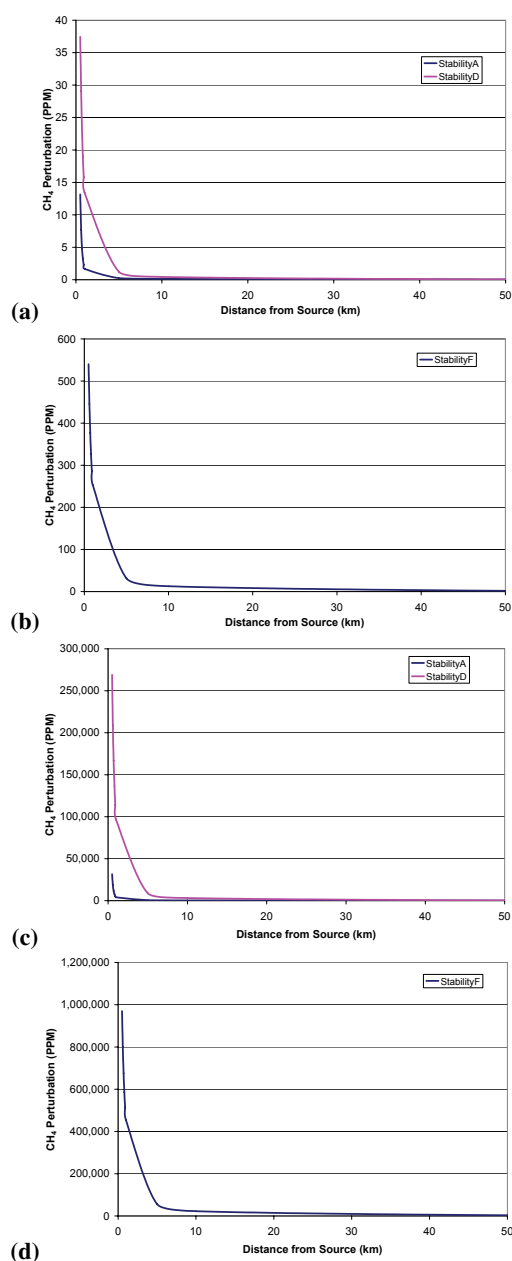 40
35
30
25
20
15
10
5
0
CH₄ Perturbation (PPM)
StabilityA
StabilityD
0 10 20 30 40 50
Distance from Source (km)
(a)
600
500
400
300
200
100
0
CH₄ Perturbation (PPM)
StabilityF
0 10 20 30 40 50
Distance from Source (km)
(b)
300,000
250,000
200,000
150,000
100,000
50,000
0
CH₄ Perturbation (PPM)
StabilityA
StabilityD
0 10 20 30 40 50
Distance from Source (km)
(c)
1,200,000
1,000,000
800,000
600,000
400,000
200,000
0
CH₄ Perturbation (PPM)
StabilityF
0 10 20 30 40 50
Distance from Source (km)
(d)